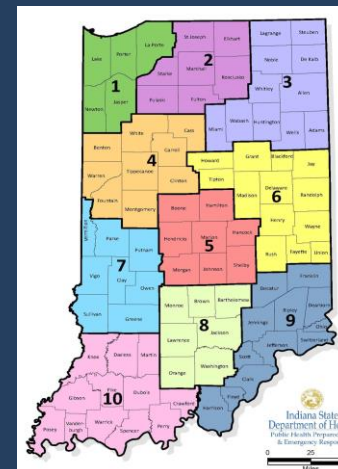 St Joseph
Elkhart
Lagrange
Steuben
La Porte
Porter
Lake
2
Noble
De Kalb
Marshall
Starke
Kosciusko
3
1
Whitley
Allen
Newton
Jasper
Pulaski
Fulton
Wabash
Huntington
Miami
Wells
Adams
White
Cass
Carroll
Benton
4
Howard
Grant
Blackford
Jay
Tippecanoe
Warren
Clinton
Tipton
Madison
Delaware
Randolph
6
Fountain
Montgomery
Boone
Hamilton
Henry
Wayne
Hendricks
Marion
Hancock
5
Parke
Putnam
Rush
Fayette
Union
7
Morgan
Johnson
Shelby
Vigo
Clay
Owen
Franklin
Decatur
Sullivan
Greene
Monroe
Brown
Bartholomew
Ripley
Dearborn
9
8
Jennings
Ohio
Jackson
Lawrence
Switzerland
Jefferson
Knox
Daviess
Martin
Scott
Orange
Washington
Clark
Pike
Dubois
Gibson
10
Crawford
Floyd
Harrison
Posey
Vander-
burgh
Warrick
Spencer
Perry
Indiana State
Department of He
Public Health Prepared
& Emergency Respon
0 25
Miles